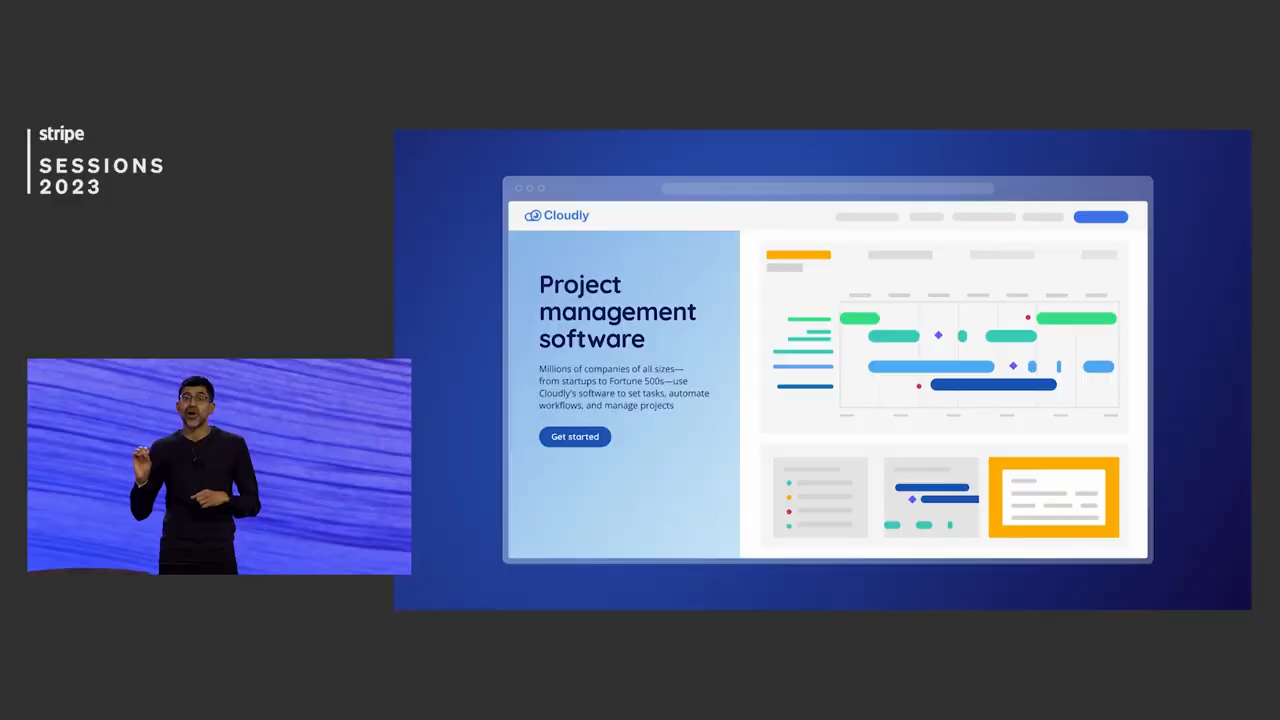 stripe
SESSIONS
2023
Cloudly
Project
management
software
Millions of companies of all sizes—
from startups to Fortune 500s—use
Cloudly's software to set tasks, automate
workflows, and manage projects
Get started